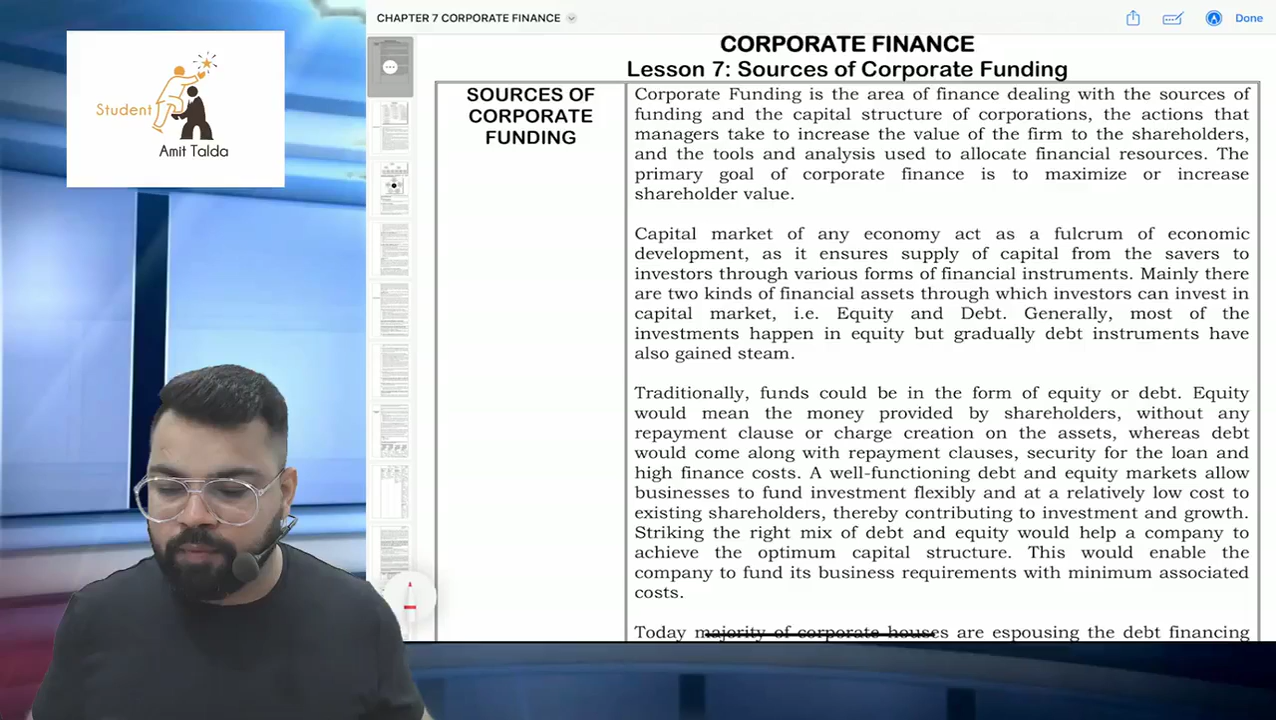 CHAPTER 7 CORPORATE FINANCE
Done
Student
Amit Talda
CORPORATE FINANCE
Lesson 7: Sources of Corporate Funding
SOURCES OF
CORPORATE
FUNDING
Corporate Funding is the area of finance dealing with the sources of
funding and the capital structure of corporations, the actions that
managers take to increase the value of the firm to the shareholders,
and the tools and analysis used to allocate financial resources. The
primary goal of corporate finance is to maximize or increase
shareholder value.
Capital market of any economy act as a fulcrum of economic
development as it ensures supply of capital to the issuers by
investors through various forms of financial instruments. Mainly there
are two kinds of financial assets through which investors can invest in
capital market, i.e. Equity and Debt. Generally, most of the
companies appetite is equity but gradually debt instruments have
also gained steam.
Sources of funds could be in the form of equity or debt. Equity
would mean the money provided by shareholders without any
repayment clause or charge on the assets of the company whereas debt
would come along with repayment clauses, security for the loan and
high finance costs. A well-functioning debt and equity markets allow
businesses to fund investment flexibly and at a relatively low cost to
existing shareholders, thereby contributing to investment and growth.
Having the right mix of debt and equity would help a company to
achieve the optimum capital structure. This would enable the
company to fund its business requirements with minimum associated
costs.
Today majority of corporate houses are espousing the debt financing